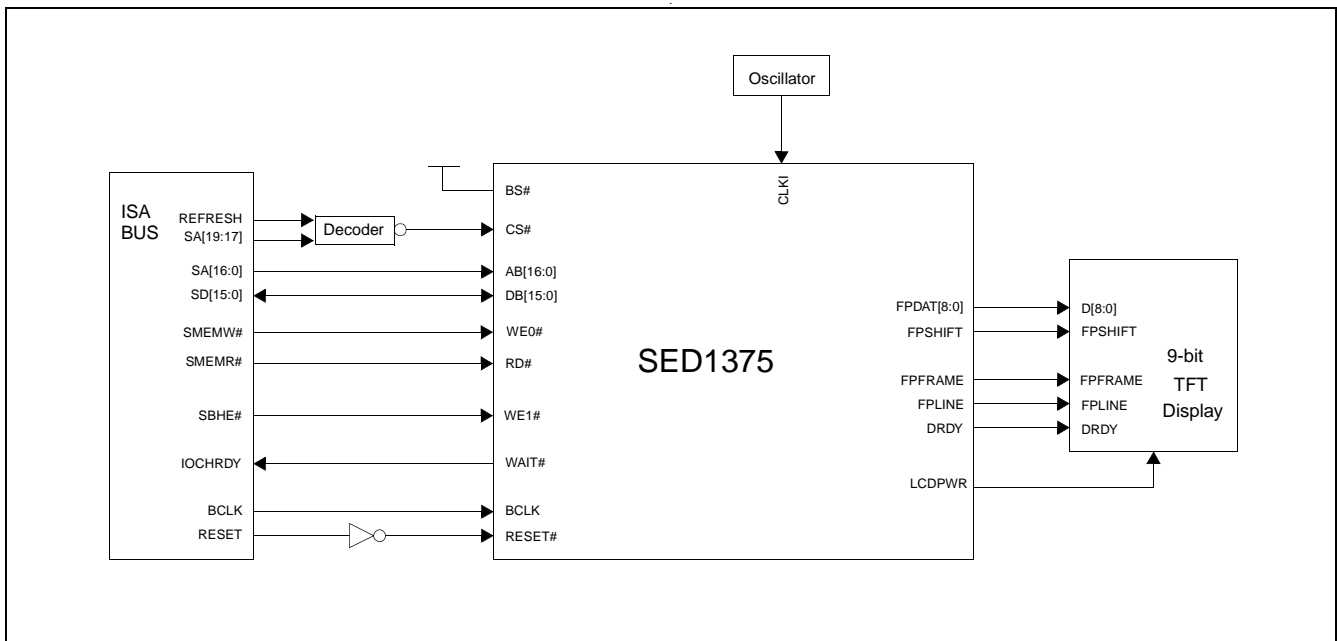 Oscillator
CLKI
ISA
BUS
REFRESH
SA[19:17]
Decoder
SA[16:0]
SD[15:0]
SMEMW#
SMEMR#
SBHE#
IOCHRDY
BCLK
RESET
BS#
CS#
AB[16:0]
DB[15:0]
WE0#
RD#
WE1#
WAIT#
BCLK
RESET#
SED1375
FPDAT[8:0]
FPSHIFT
FPFRAME
FPLINE
DRDY
LCDPWR
D[8:0]
FPSHIFT
FPFRAME
FPLINE
DRDY
9-bit
TFT
Display